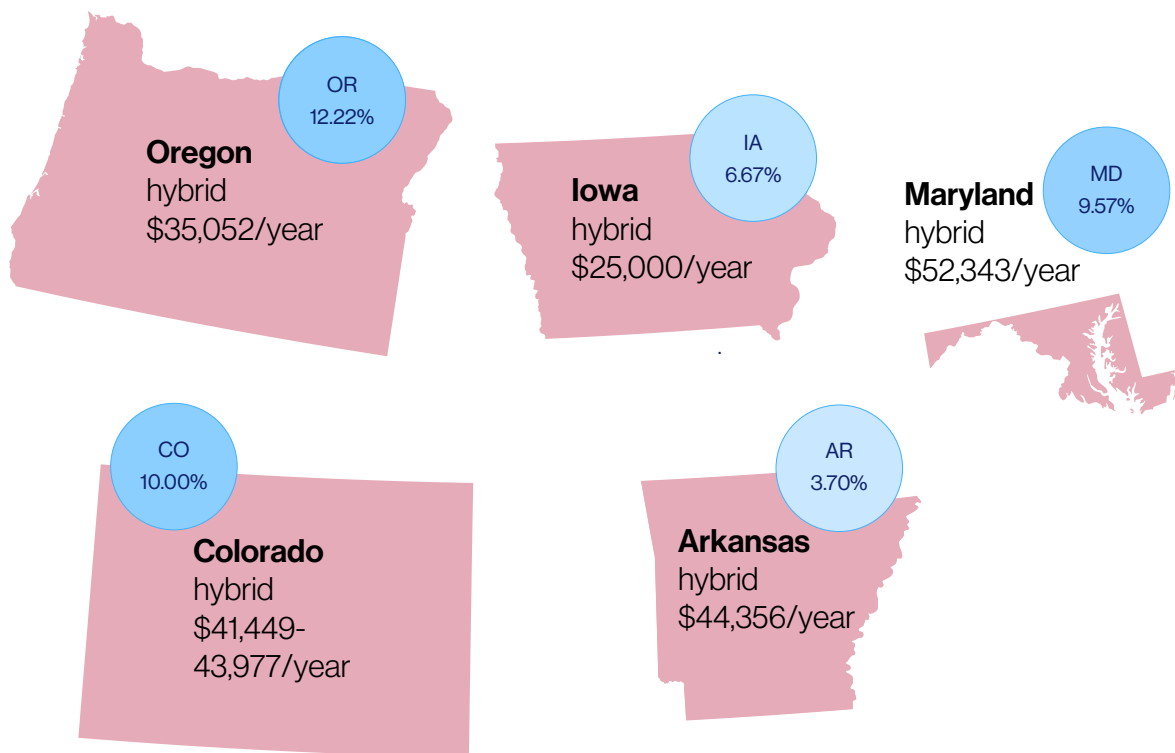 OR
12.22%
Oregon
hybrid
$35,052/year
IA
6.67%
Iowa
hybrid
$25,000/year
.
MD
9.57%
Maryland
hybrid
$52,343/year
CO
10.00%
Colorado
hybrid
$41,449-
43,977/year
AR
3.70%
Arkansas
hybrid
$44,356/year